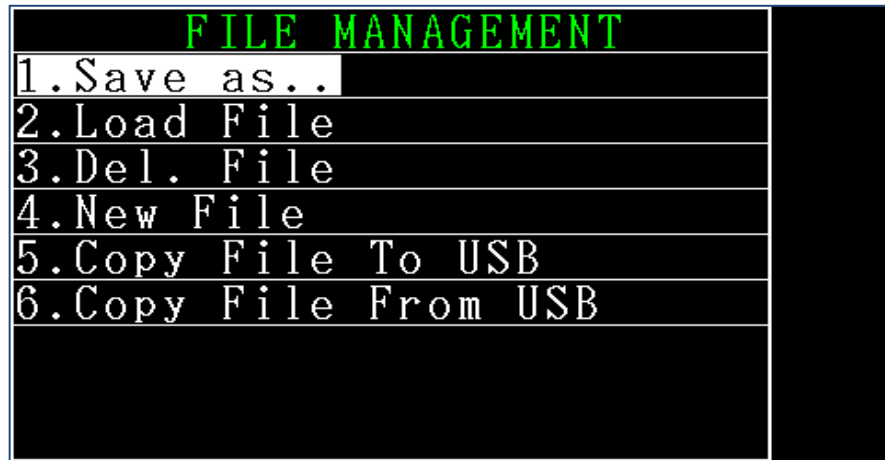 FILE MANAGEMENT
1.Save as..
2.Load File
3.Del. File
4.New File
5.Copy File To USB
6.Copy File From USB